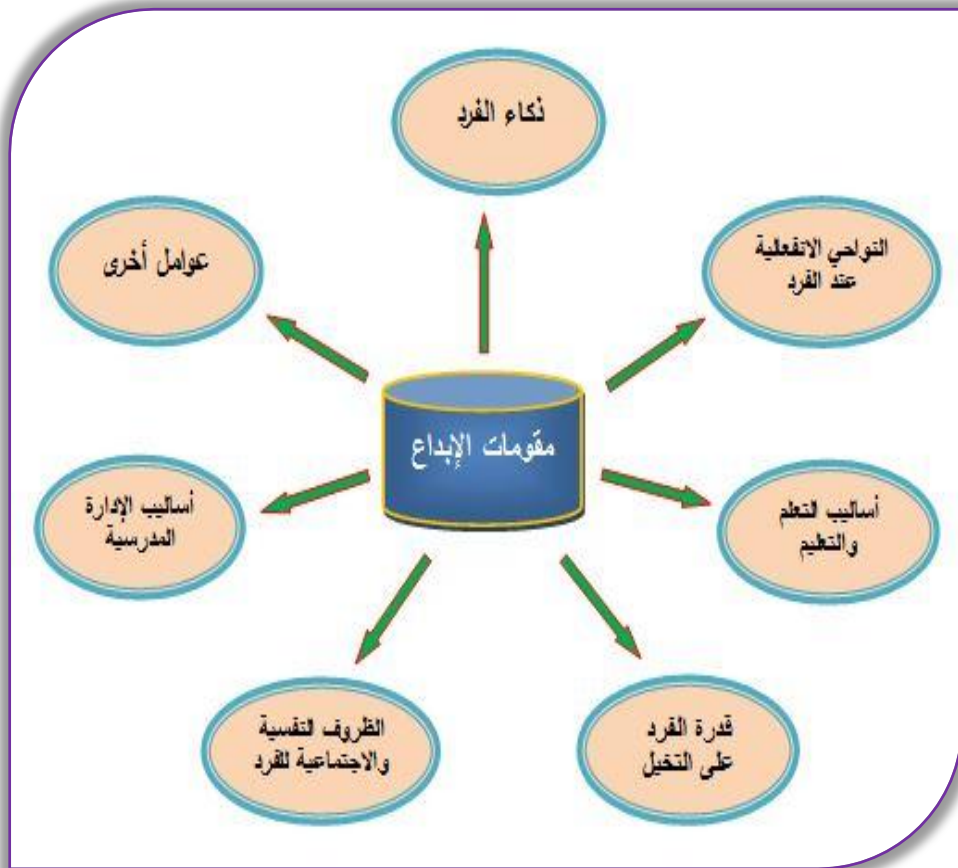 ذكاء الفرد
النواحي الانفعالية
عند الفرد
عوامل أخرى
مقومات الإبداع
أساليب التعلم
والتعليم
أساليب الإدارة
المدرسية
قدرة الفرد
على التخيل
الظروف النفسية
والاجتماعية للفرد